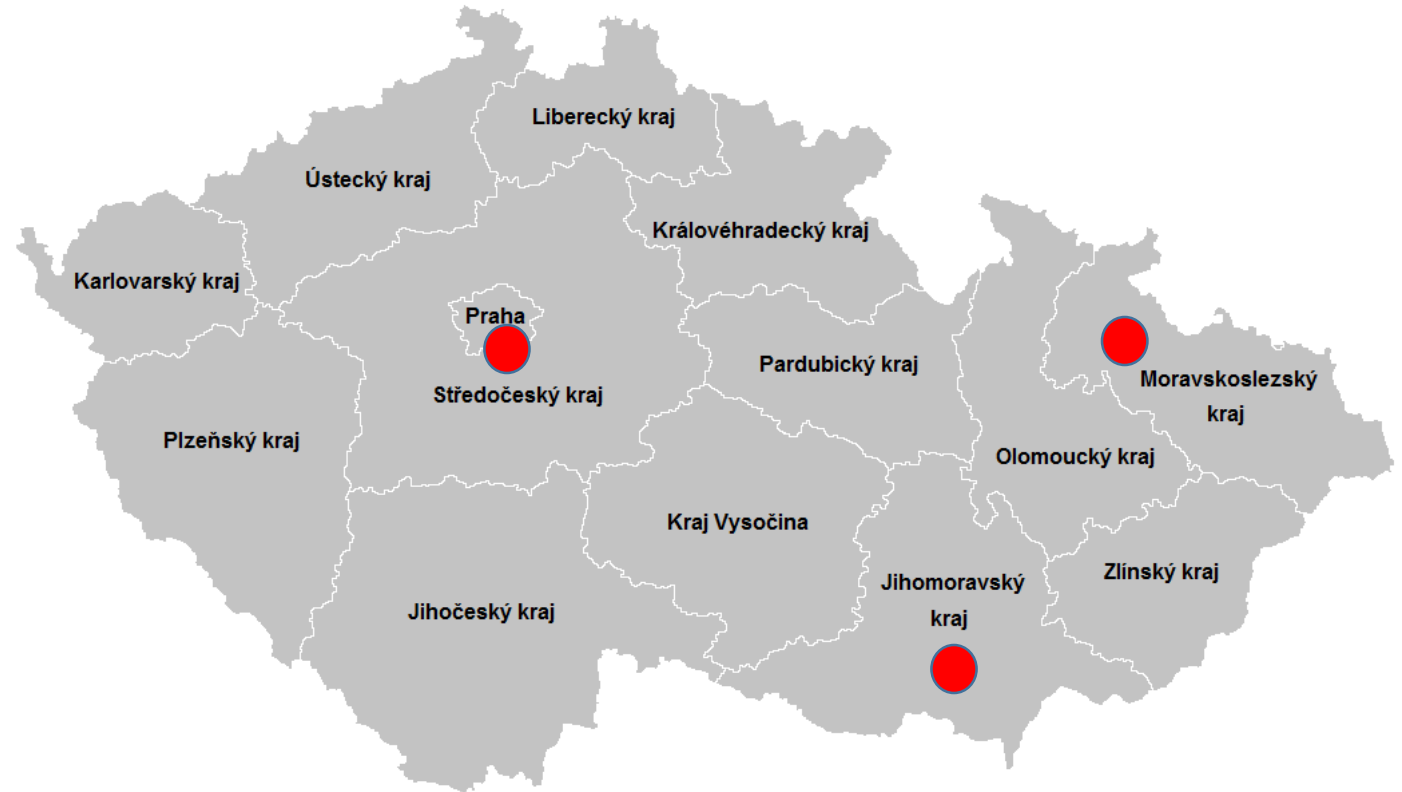 Liberecký kraj
Ústecký kraj
Královéhradecký kraj
Karlovarský kraj
Praha
Pardubický kraj
Moravskoslezský
kraj
Středočeský kraj
Plzeňský kraj
Olomoucký kraj
Kraj Vysočina
Zlínský kraj
Jihomoravský
kraj
Jihočeský kraj